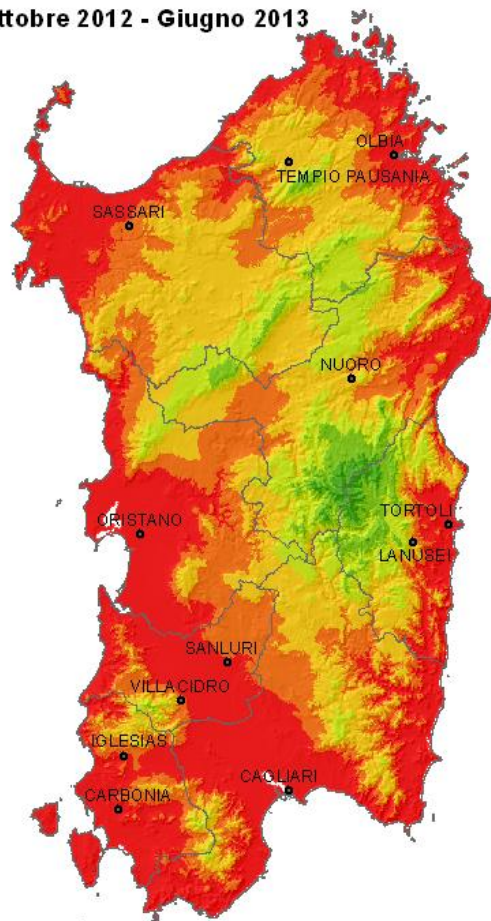 ttobre 2012 - Giugno 2013
OLBIA
TEMPIO PAUSANIA
SASSARI
NUORO
TORTOLI
ORISTANO
LANUSEI
SANLURI
VILLACIDRO
IGLESIAS
CAGLIARI
CARBONIA